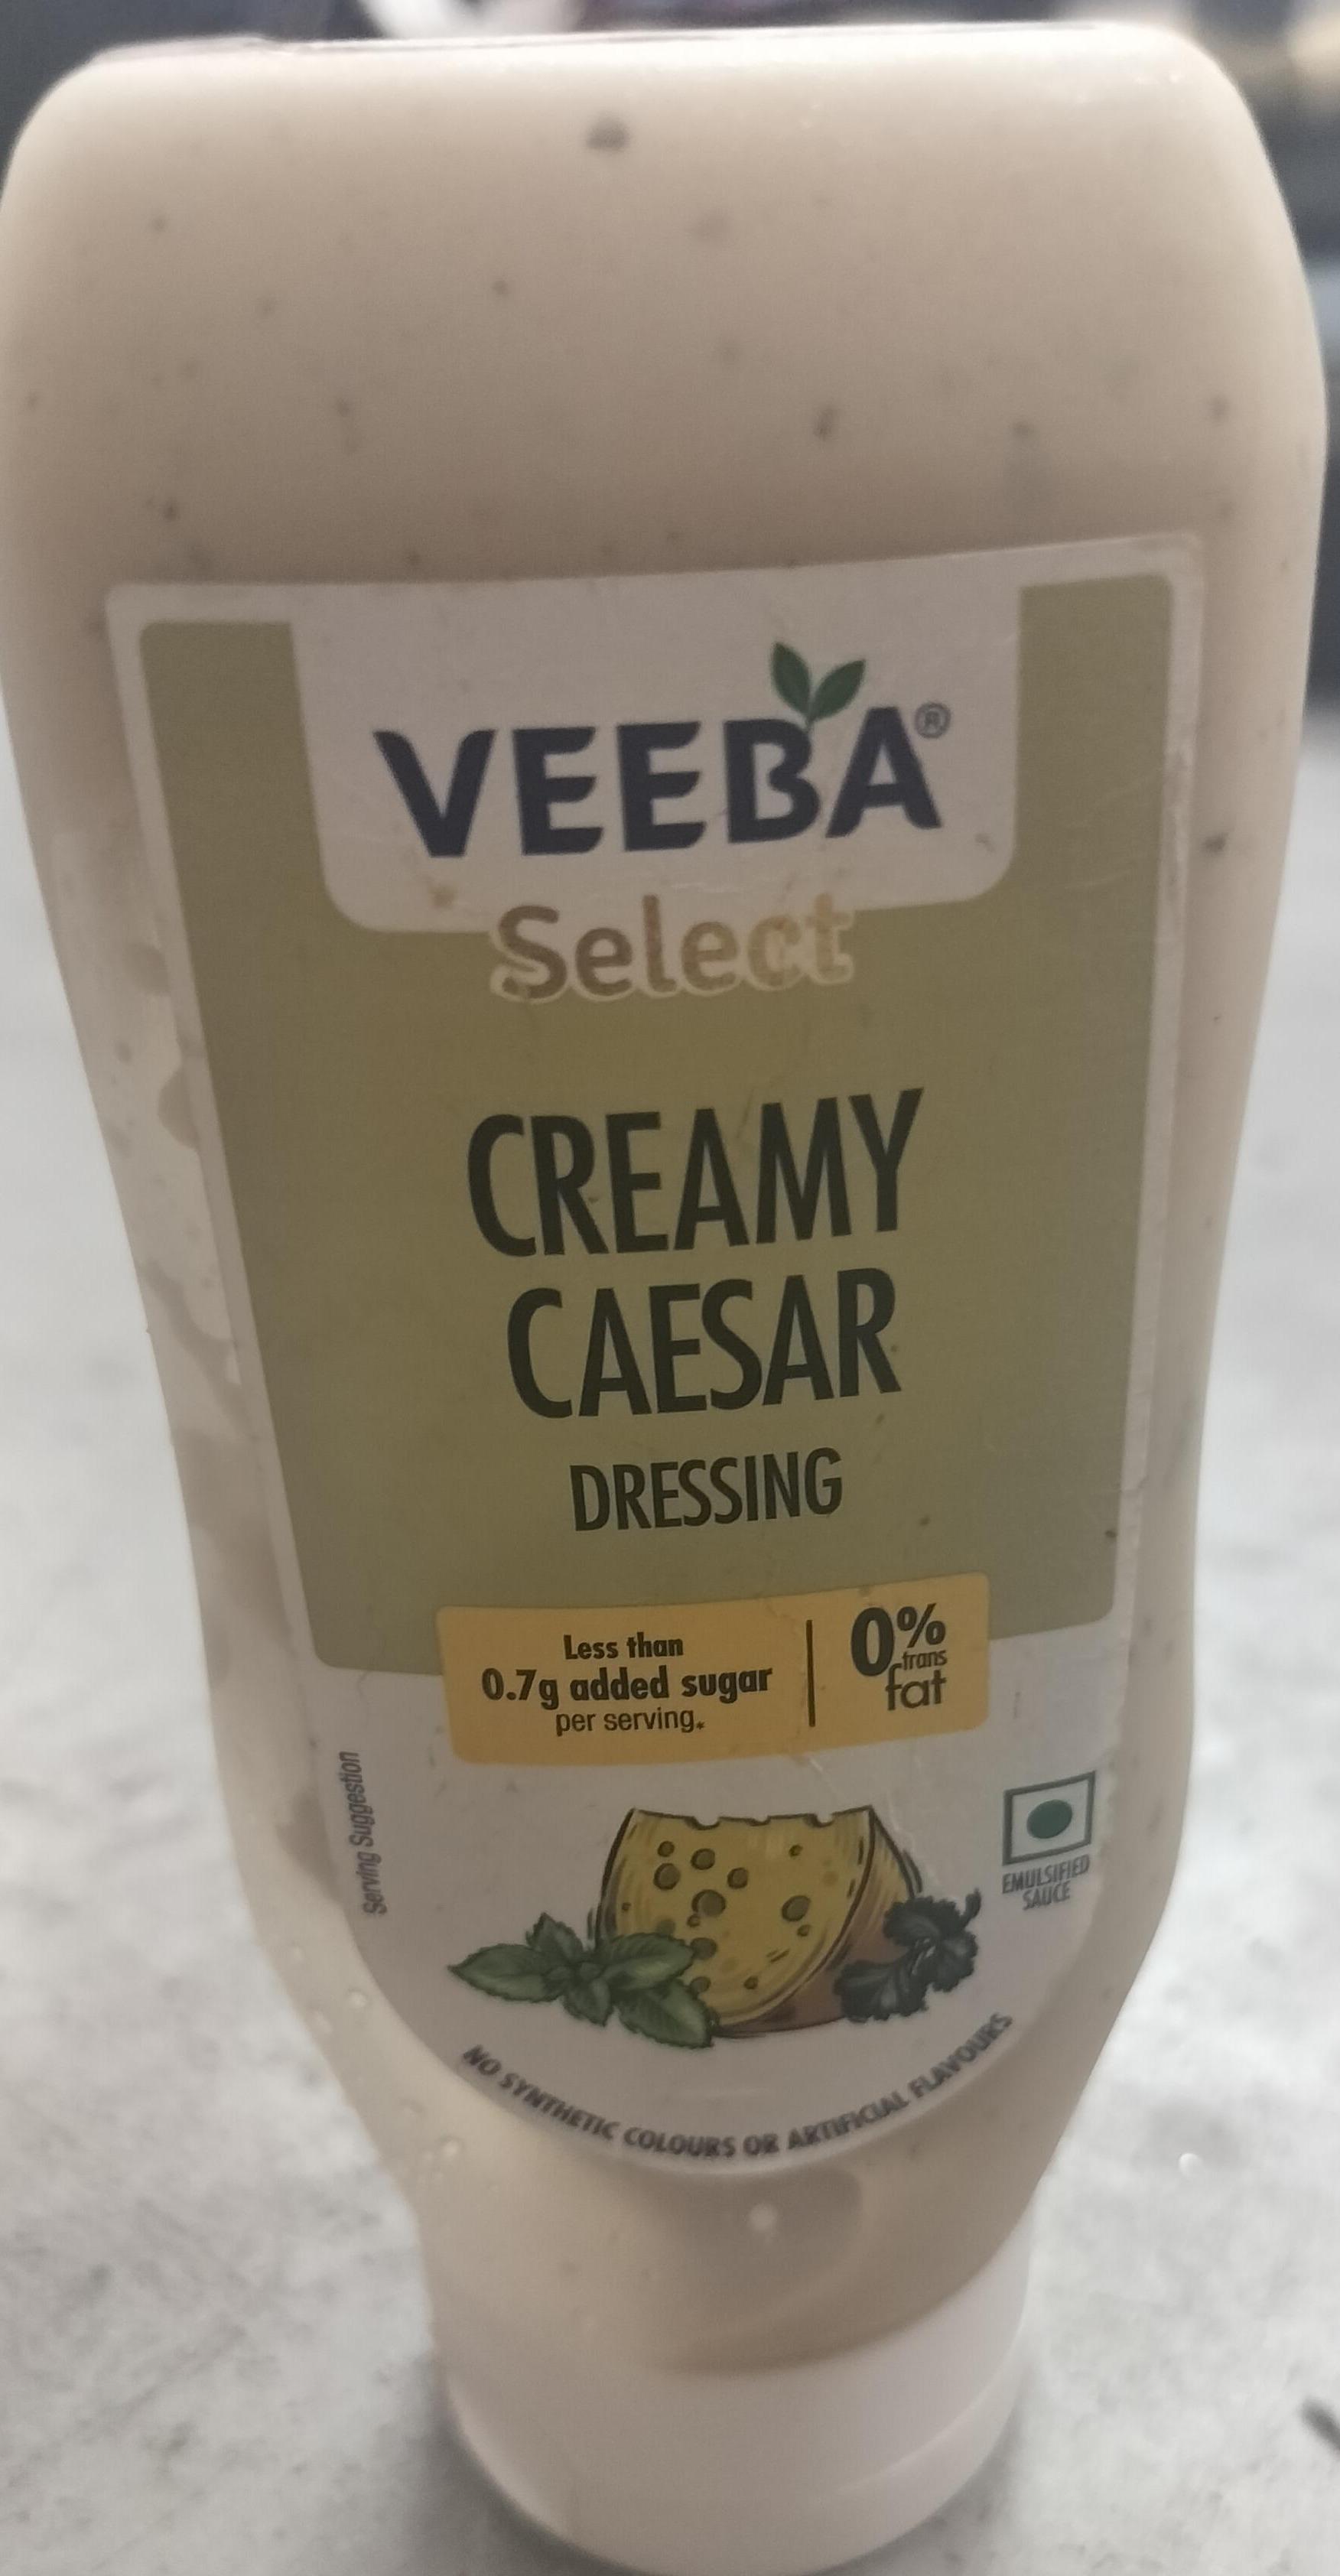 VEEBA®
Select
CREAMY
CAESAR
DRESSING
Less than
0.7g added sugar
per serving*
0%
trans
fat
Serving Suggestion
EMULSIFIED
SAUCE
NO SYNTHETIC COLOURS OR ARTIFICIAL FLAVOURS